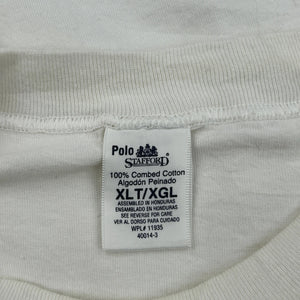 Polo
STAFFORD
100% Combed Cotton
Algodón Peinado
XLT/XGL
ASSEMBLED IN HONDURAS
ENSAMBLADO EN HONDURAS
SEE REVERSE FOR CARE
VER AL DORSO PARA CUIDADO
WPL# 11935
40014-3